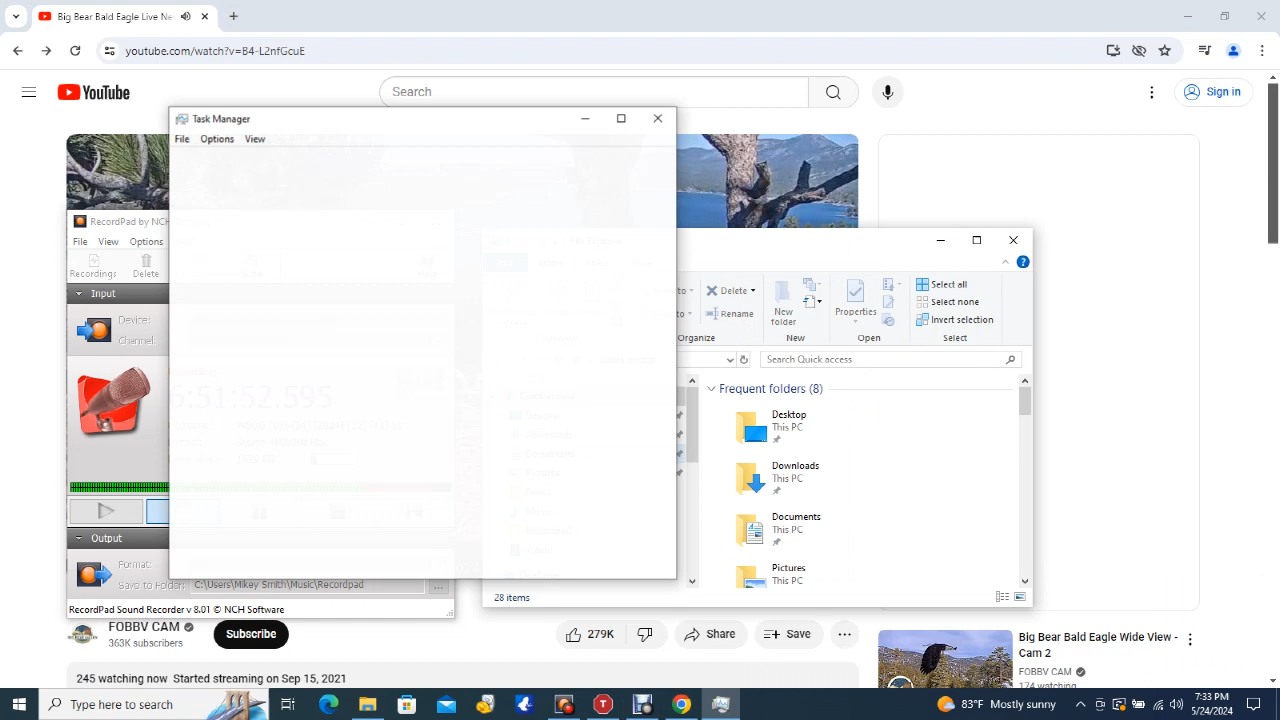 Big Bear Bald Eagle Live Ne
youtube.com/watch?v=B4-L2nfGcuE
YouTube
Search
Sign in
Task Manager
File Options View
RecordPad by NCH
File View Options
Recordings Delete
Input
Device:
Channel:
6:51:52.595
Output
Format:
Save to Folder: C:\Users\Mikey Smith\Music\Recordpad ...
RecordPad Sound Recorder v 8.01 © NCH Software
Delete
Rename
Organize
New folder
New
Properties
Open
Select all
Select none
Invert selection
Select
Search Quick access
Frequent folders (8)
Desktop
This PC
Downloads
This PC
Documents
This PC
Pictures
This PC
28 items
FOBBV CAM
363K subscribers
Subscribe
279K
Share
Save
245 watching now Started streaming on Sep 15, 2021
Big Bear Bald Eagle Wide View - Cam 2
FOBBV CAM
174 watching
Type here to search
83°F Mostly sunny
7:33 PM
5/24/2024